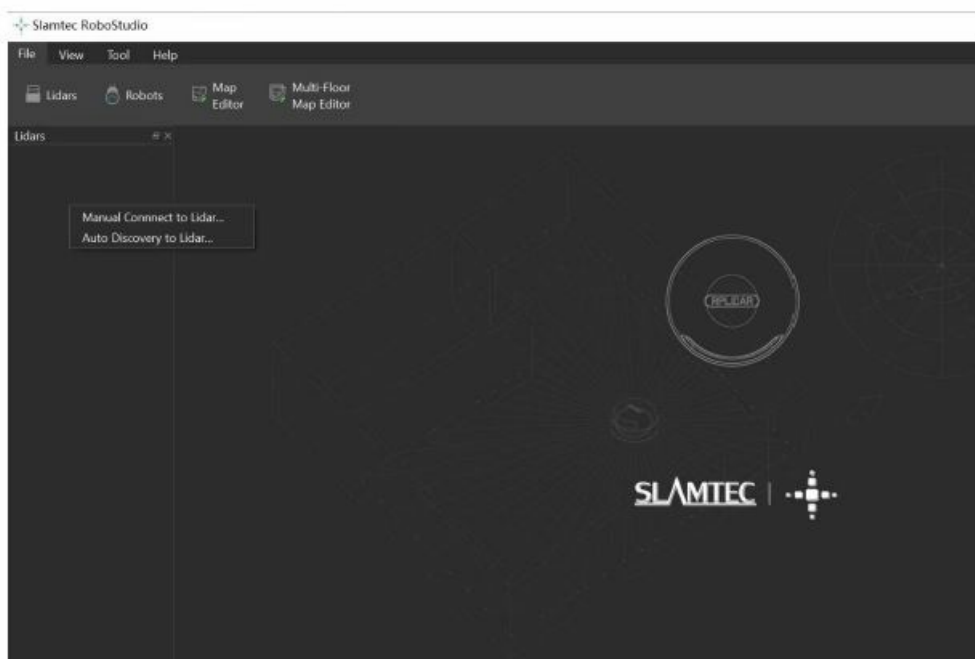 Slamtec RoboStudio
File View Tool Help
Lidars Robots Map Editor Multi-Floor Map Editor
Lidars
Manual Connnect to Lidar...
Auto Discovery to Lidar...
RPLIDAR
SLAMTEC